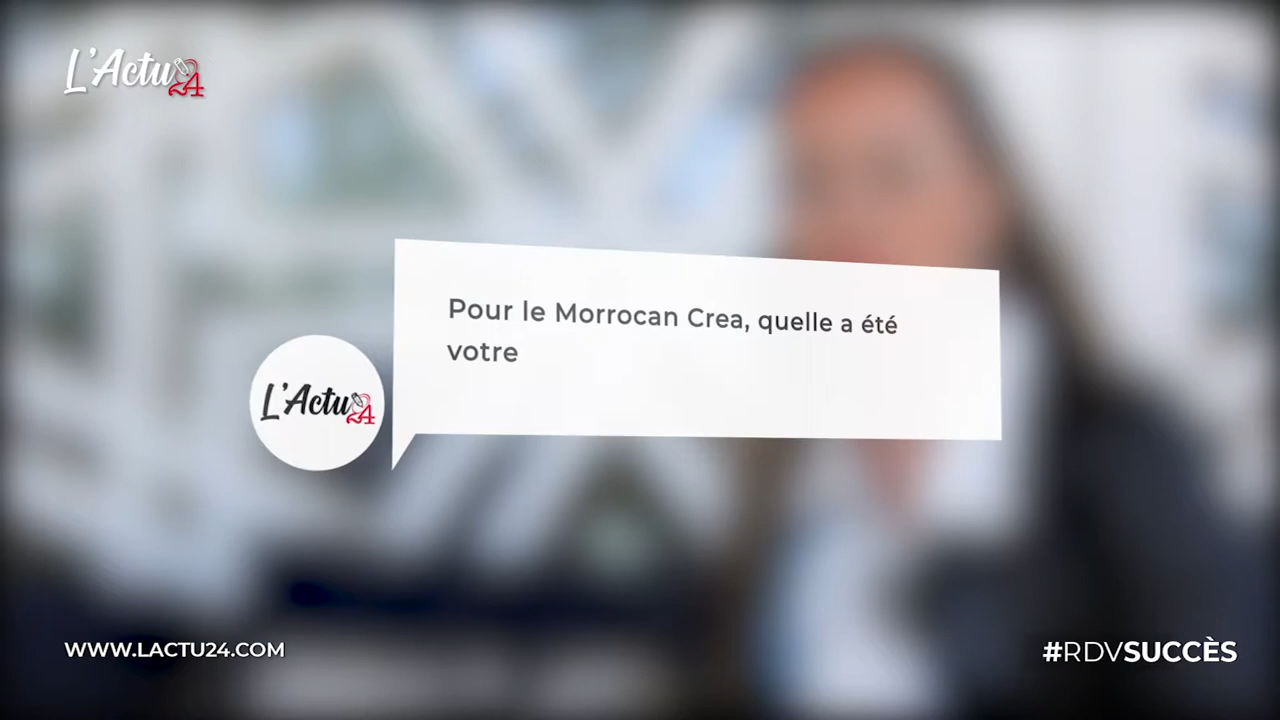 L'Actu24
Pour le Morrocan Crea, quelle a été
votre
L'Actu24
WWW.LACTU24.COM
#RDVSUCCÈS